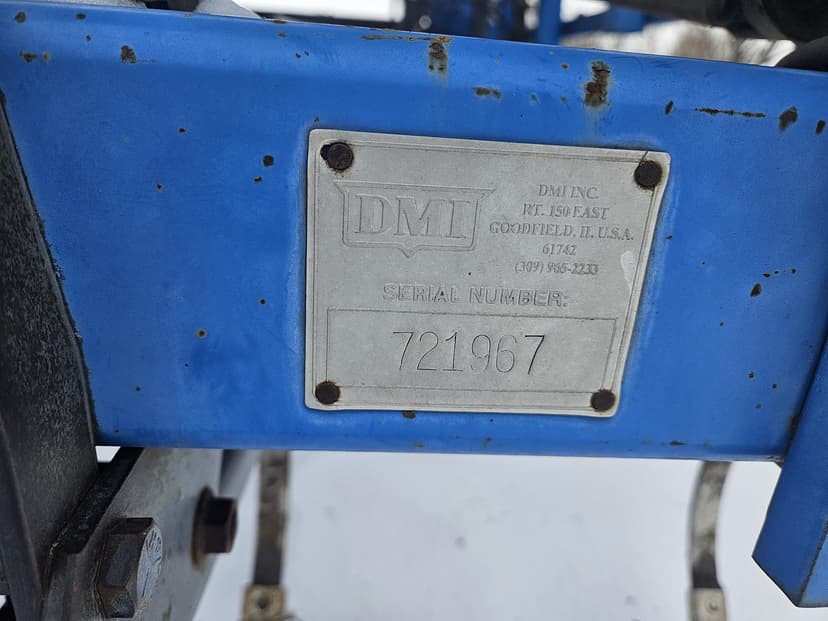 DMI
DMI INC.
RT. 150 EAST
GOODFIELD, IL U.S.A.
61742
(309) 965-2233
SERIAL NUMBER:
721967